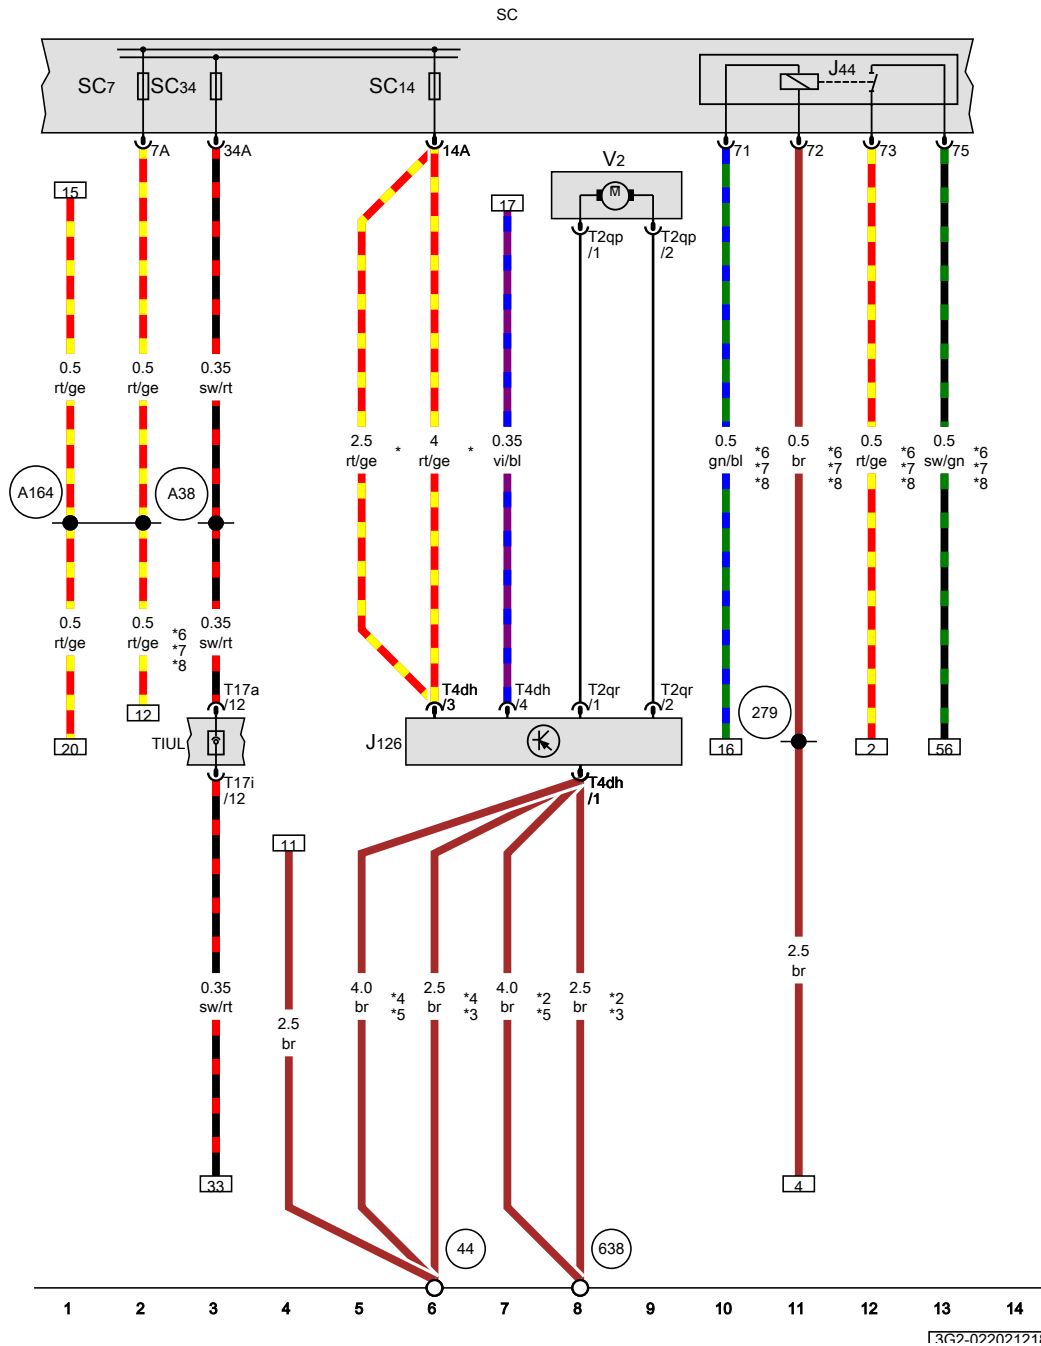 SC
SC7
SC34
SC14
J44
7A
34A
14A
71
72
73
75
V2
M
15
17
T2qp
/1
T2qp
/2
0.5
rt/ge
0.5
rt/ge
0.35
sw/rt
2.5
rt/ge
*
4
rt/ge
*
0.35
vi/bl
0.5
gn/bl
*6
*7
*8
0.5
br
*6
*7
*8
0.5
rt/ge
*6
*7
*8
0.5
sw/gn
*6
*7
*8
A164
A38
0.5
rt/ge
0.5
rt/ge
*6
*7
*8
0.35
sw/rt
T17a
/12
T4dh
/3
T4dh
/4
T2qr
/1
T2qr
/2
12
279
20
TIUL
J126
16
2
56
T17i
/12
T4dh
/1
11
2.5
br
0.35
sw/rt
2.5
br
4.0
br
*4
*5
2.5
br
*4
*3
4.0
br
*2
*5
2.5
br
*2
*3
33
4
44
638
1 2 3 4 5 6 7 8 9 10 11 12 13 14
3G2-022021218